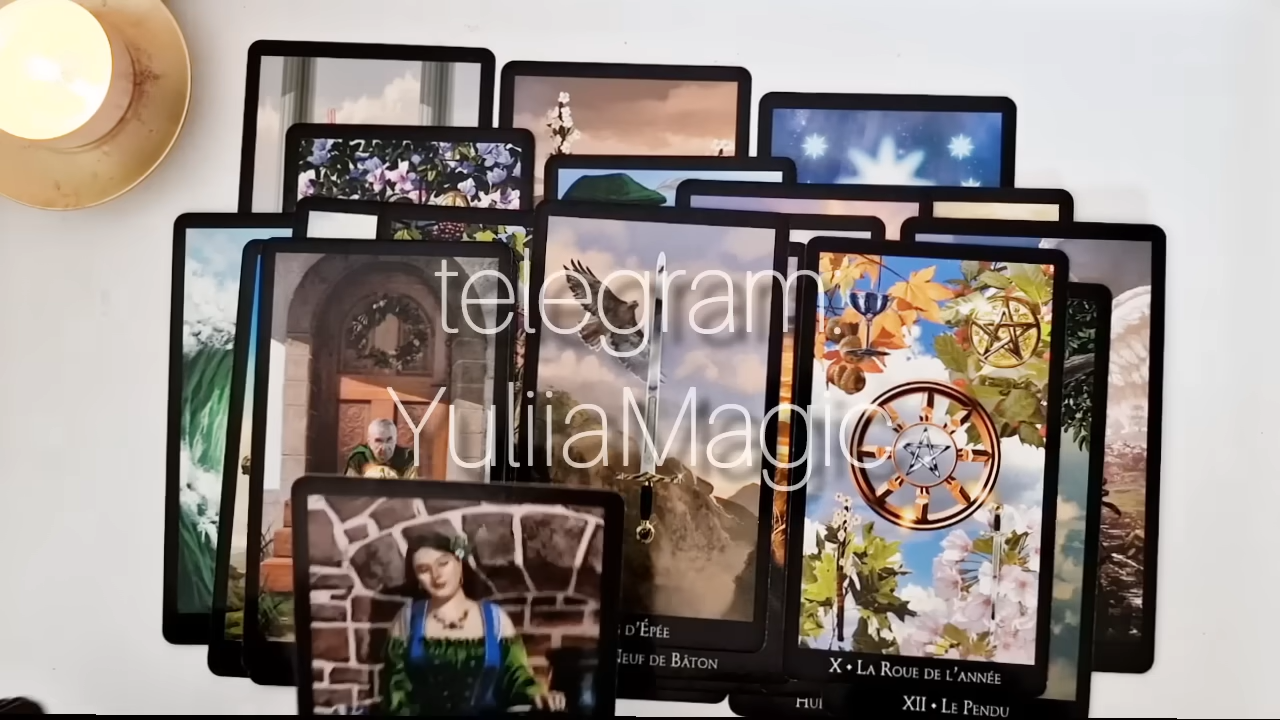 telegram:
YuliiaMagic
D'Épée
Neuf de Bâton
X • La Roue de l'année
XII • Le Pendu